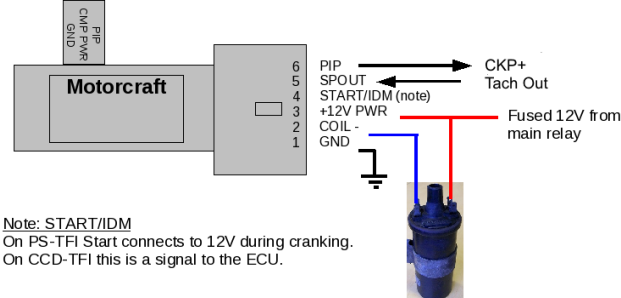 PIP
CMP PWR
GND
Motorcraft
6 PIP CKP+
5 SPOUT Tach Out
4 START/IDM (note)
3 +12V PWR Fused 12V from
2 COIL - main relay
1 GND
Note: START/IDM
On PS-TFI Start connects to 12V during cranking.
On CCD-TFI this is a signal to the ECU.